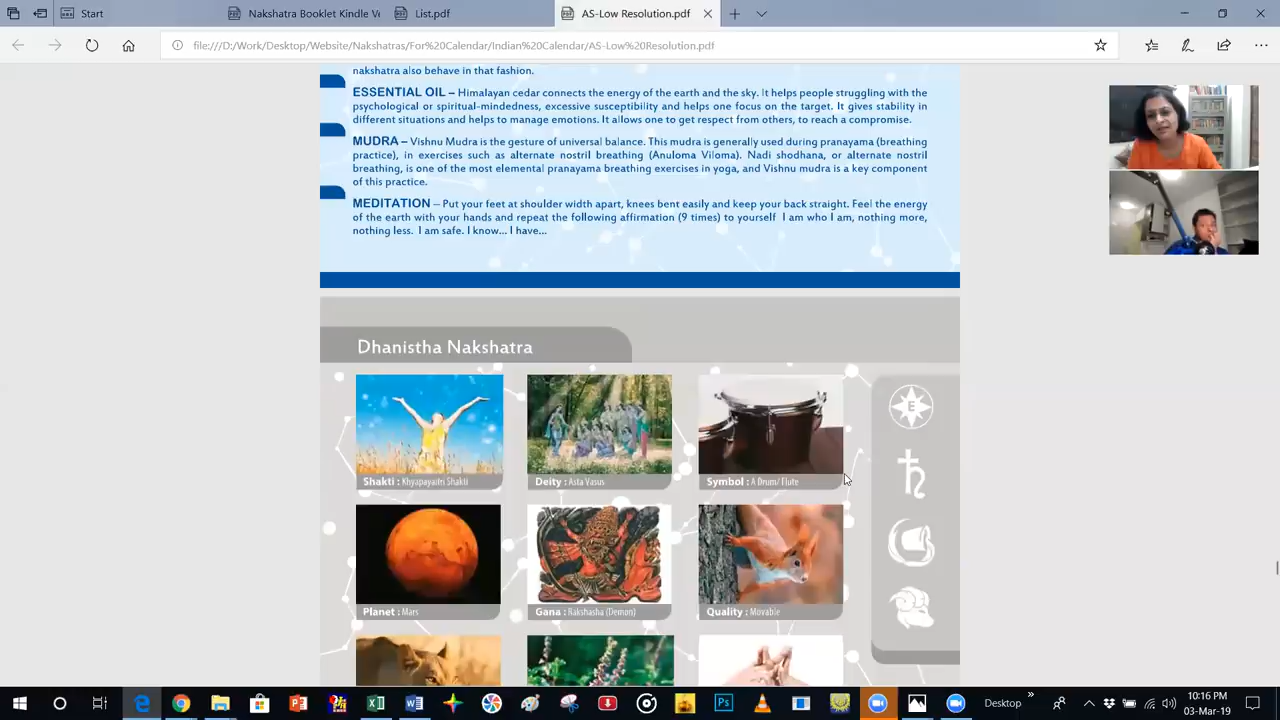 Nakshatra Booklet Kindle
Start
.pdf
AS-Low Resolution.pdf
file:///D:/Work/Desktop/Website/Nakshatras/For%20Calendar/Indian%20Calendar/AS-Low%20Resolution.pdf
nakshatra also behave in that fashion.
ESSENTIAL OIL – Himalayan cedar connects the energy of the earth and the sky. It helps people struggling with the
psychological or spiritual-mindedness, excessive susceptibility and helps one focus on the target. It gives stability in
different situations and helps to manage emotions. It allows one to get respect from others, to reach a compromise.
MUDRA – Vishnu Mudra is the gesture of universal balance. This mudra is generally used during pranayama (breathing
practice), in exercises such as alternate nostril breathing (Anuloma Viloma). Nadi shodhana, or alternate nostril
breathing, is one of the most elemental pranayama breathing exercises in yoga, and Vishnu mudra is a key component
of this practice.
MEDITATION – Put your feet at shoulder width apart, knees bent easily and keep your back straight. Feel the energy
of the earth with your hands and repeat the following affirmation (9 times) to yourself I am who I am, nothing more,
nothing less. I am safe. I know... I have...
Dhanistha Nakshatra
E
Shakti : Khyapayaitri Shakti
Deity : Asta Vasus
Symbol : A Drum/ Flute
Planet : Mars
Gana : Rakshasha (Demon)
Quality : Movable
Desktop
10:16 PM
03-Mar-19